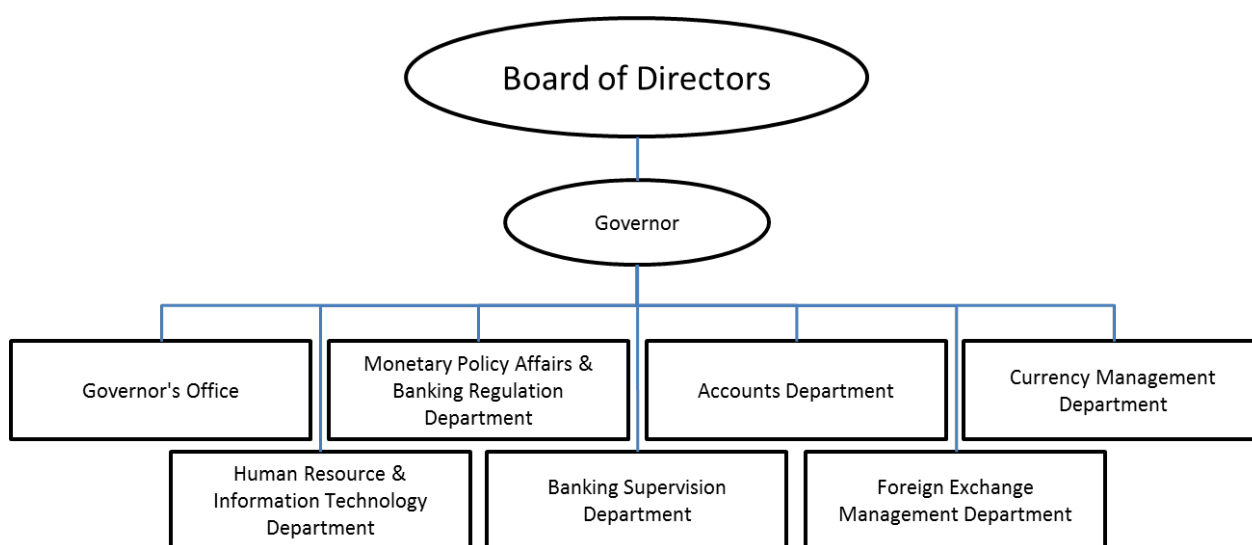 Board of Directors
Governor
Governor's Office
Monetary Policy Affairs &
Banking Regulation
Department
Accounts Department
Currency Management
Department
Human Resource &
Information Technology
Department
Banking Supervision
Department
Foreign Exchange
Management Department